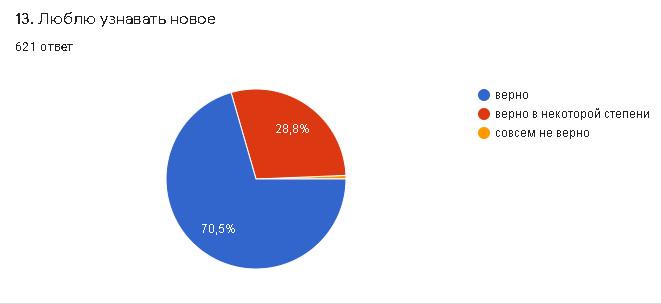 13. Люблю узнавать новое
621 ответ
верно
верно в некоторой степени
совсем не верно
28,8%
70,5%